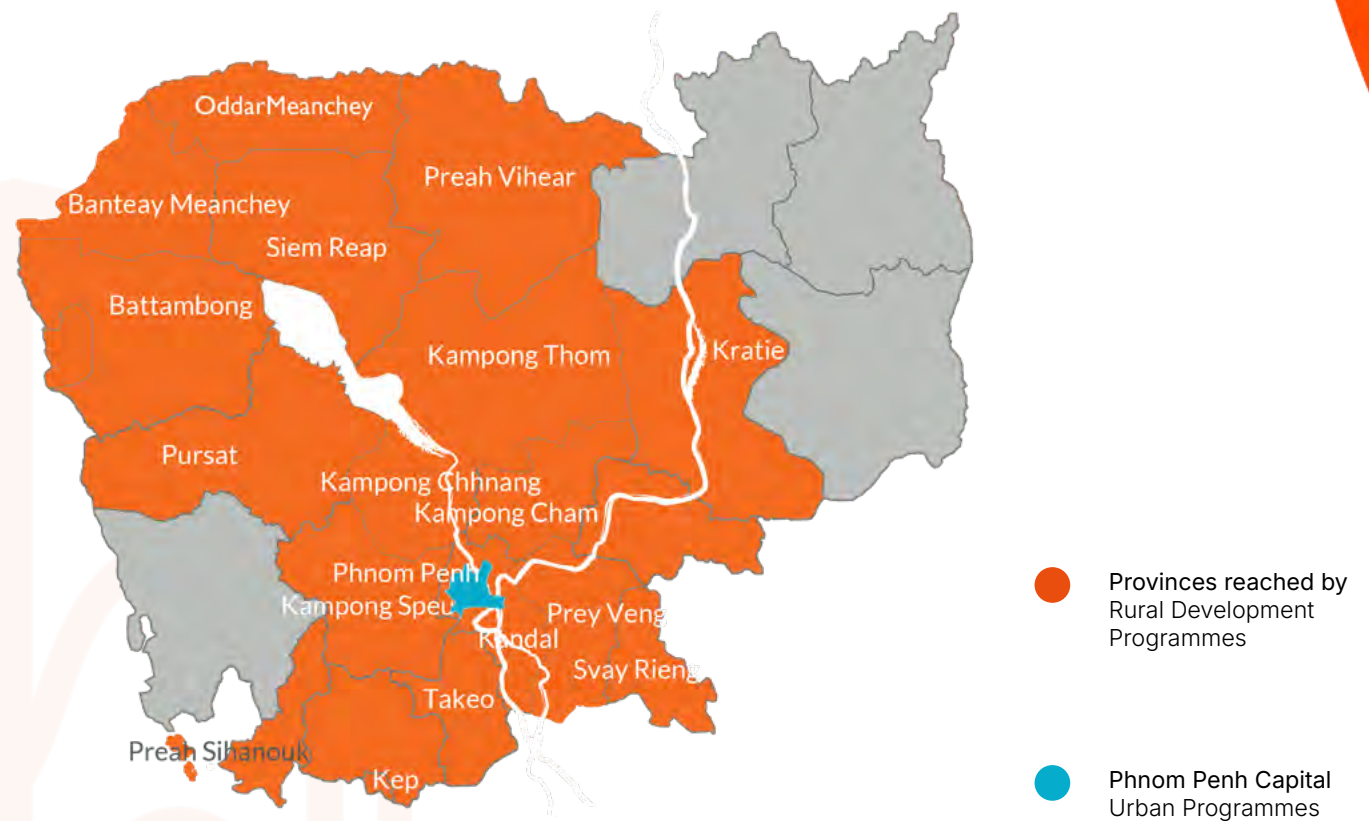 OddarMeanchey
Preah Vihear
Banteay Meanchey
Siem Reap
Battambong
Kampong Thom
Kratie
Pursat
Kampong Chhnang
Kampong Cham
Phnom Penh
Kampong Speu
Prey Veng
Kandal
Svay Rieng
Takeo
Preah Sihanouk
Kep
Provinces reached by
Rural Development
Programmes
Phnom Penh Capital
Urban Programmes